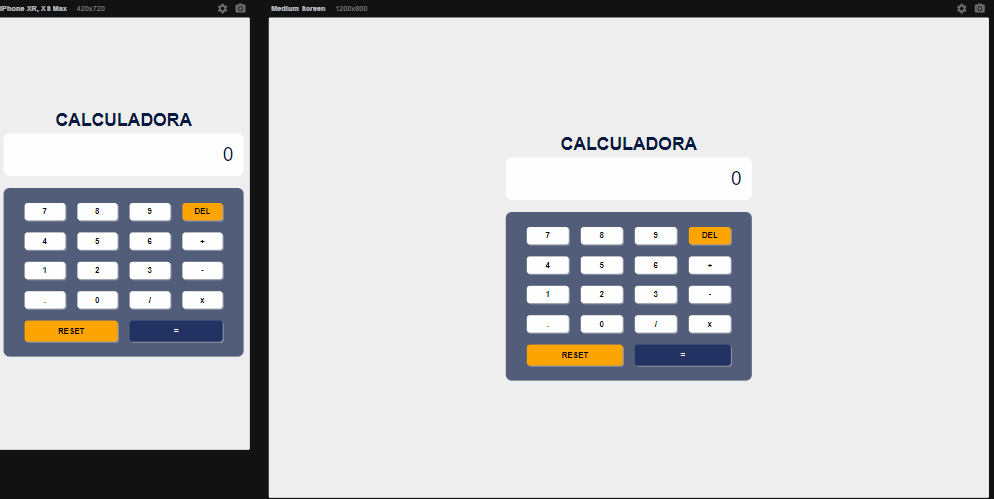 iPhone XR, XS Max 420x720
CALCULADORA
0
7 8 9 DEL
4 5 6 +
1 2 3 -
. 0 / x
RESET =
Medium Screen 1200x800
CALCULADORA
0
7 8 9 DEL
4 5 6 +
1 2 3 -
. 0 / x
RESET =